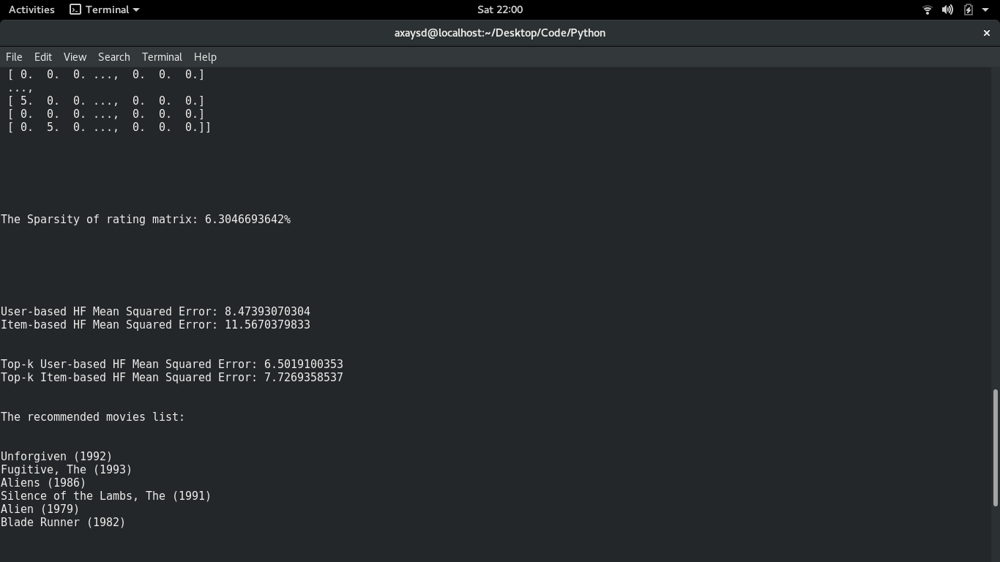 Activities Terminal Sat 22:00
axaysd@localhost:~/Desktop/Code/Python ×
File Edit View Search Terminal Help
[ 0. 0. 0. ..., 0. 0. 0.]
...,
[ 5. 0. 0. ..., 0. 0. 0.]
[ 0. 0. 0. ..., 0. 0. 0.]
[ 0. 5. 0. ..., 0. 0. 0.]]
The Sparsity of rating matrix: 6.3046693642%
User-based HF Mean Squared Error: 8.47393070304
Item-based HF Mean Squared Error: 11.5670379833
Top-k User-based HF Mean Squared Error: 6.5019100353
Top-k Item-based HF Mean Squared Error: 7.7269358537
The recommended movies list:
Unforgiven (1992)
Fugitive, The (1993)
Aliens (1986)
Silence of the Lambs, The (1991)
Alien (1979)
Blade Runner (1982)